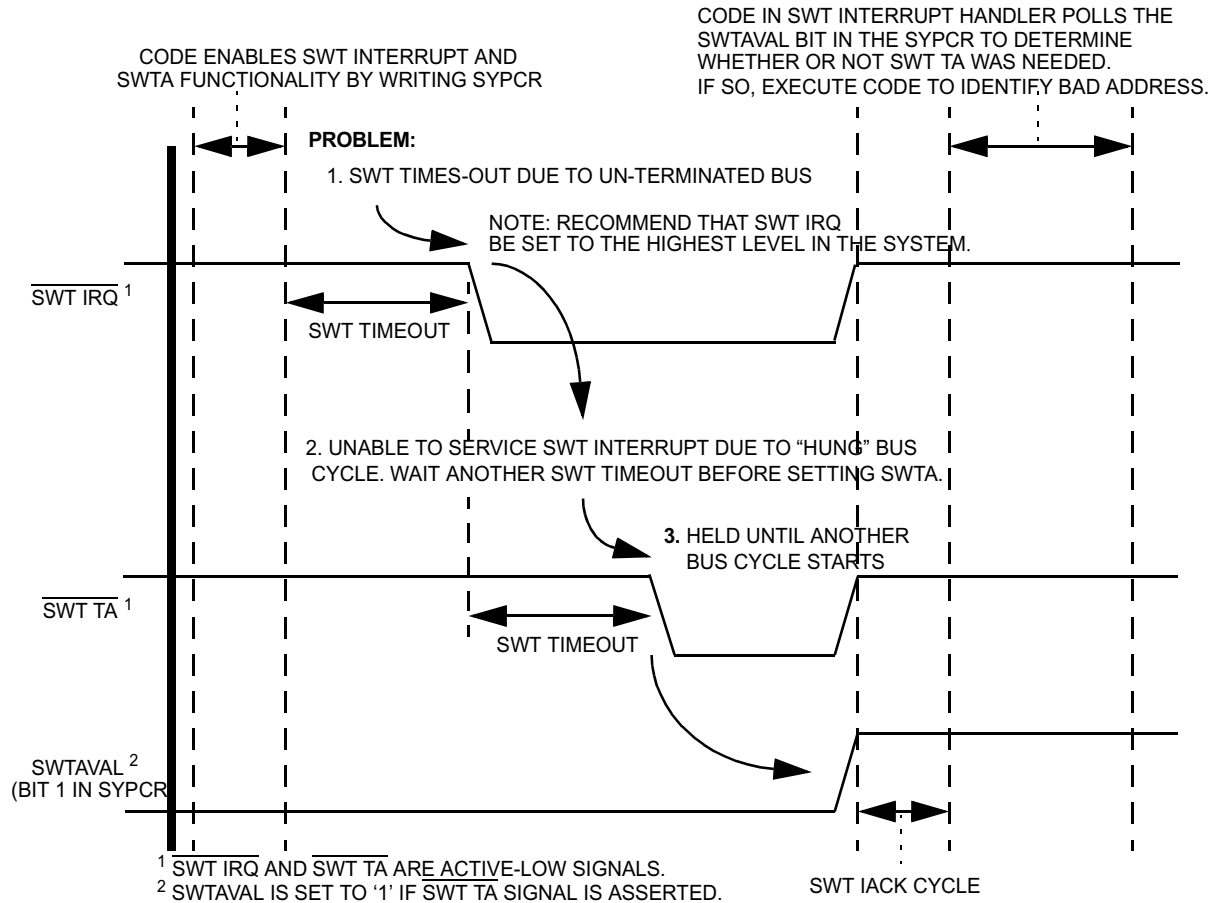 CODE IN SWT INTERRUPT HANDLER POLLS THE
SWTAVAL BIT IN THE SYPCR TO DETERMINE
WHETHER OR NOT SWT TA WAS NEEDED.
IF SO, EXECUTE CODE TO IDENTIFY BAD ADDRESS.
CODE ENABLES SWT INTERRUPT AND
SWTA FUNCTIONALITY BY WRITING SYPCR
PROBLEM:
1. SWT TIMES-OUT DUE TO UN-TERMINATED BUS
NOTE: RECOMMEND THAT SWT IRQ
BE SET TO THE HIGHEST LEVEL IN THE SYSTEM.
SWT IRQ 1
SWT TIMEOUT
2. UNABLE TO SERVICE SWT INTERRUPT DUE TO “HUNG” BUS
CYCLE. WAIT ANOTHER SWT TIMEOUT BEFORE SETTING SWTA.
3. HELD UNTIL ANOTHER
BUS CYCLE STARTS
SWT TA 1
SWT TIMEOUT
SWTAVAL 2
(BIT 1 IN SYPCR
1 SWT IRQ AND SWT TA ARE ACTIVE-LOW SIGNALS.
2 SWTAVAL IS SET TO ‘1’ IF SWT TA SIGNAL IS ASSERTED.
SWT IACK CYCLE